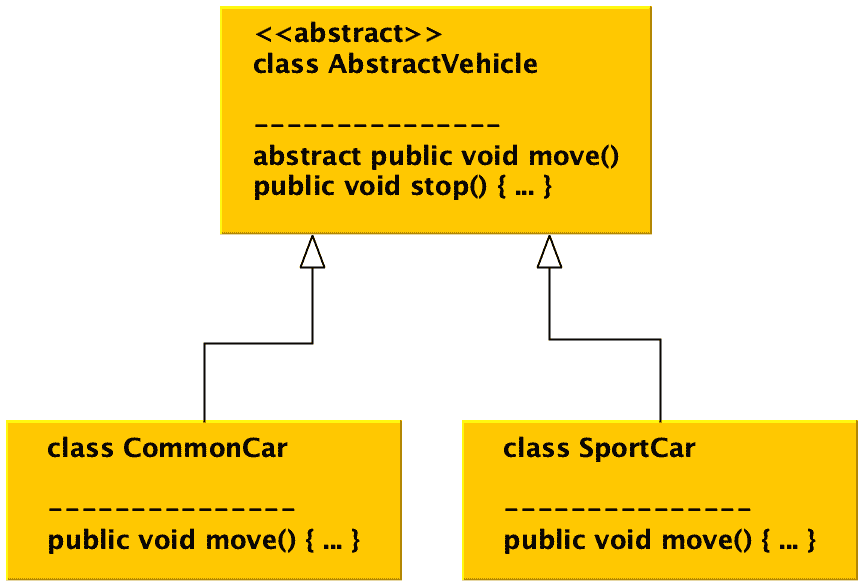 <<abstract>>
class AbstractVehicle
---------------
abstract public void move()
public void stop() { ... }
class CommonCar
---------------
public void move() { ... }
class SportCar
---------------
public void move() { ... }